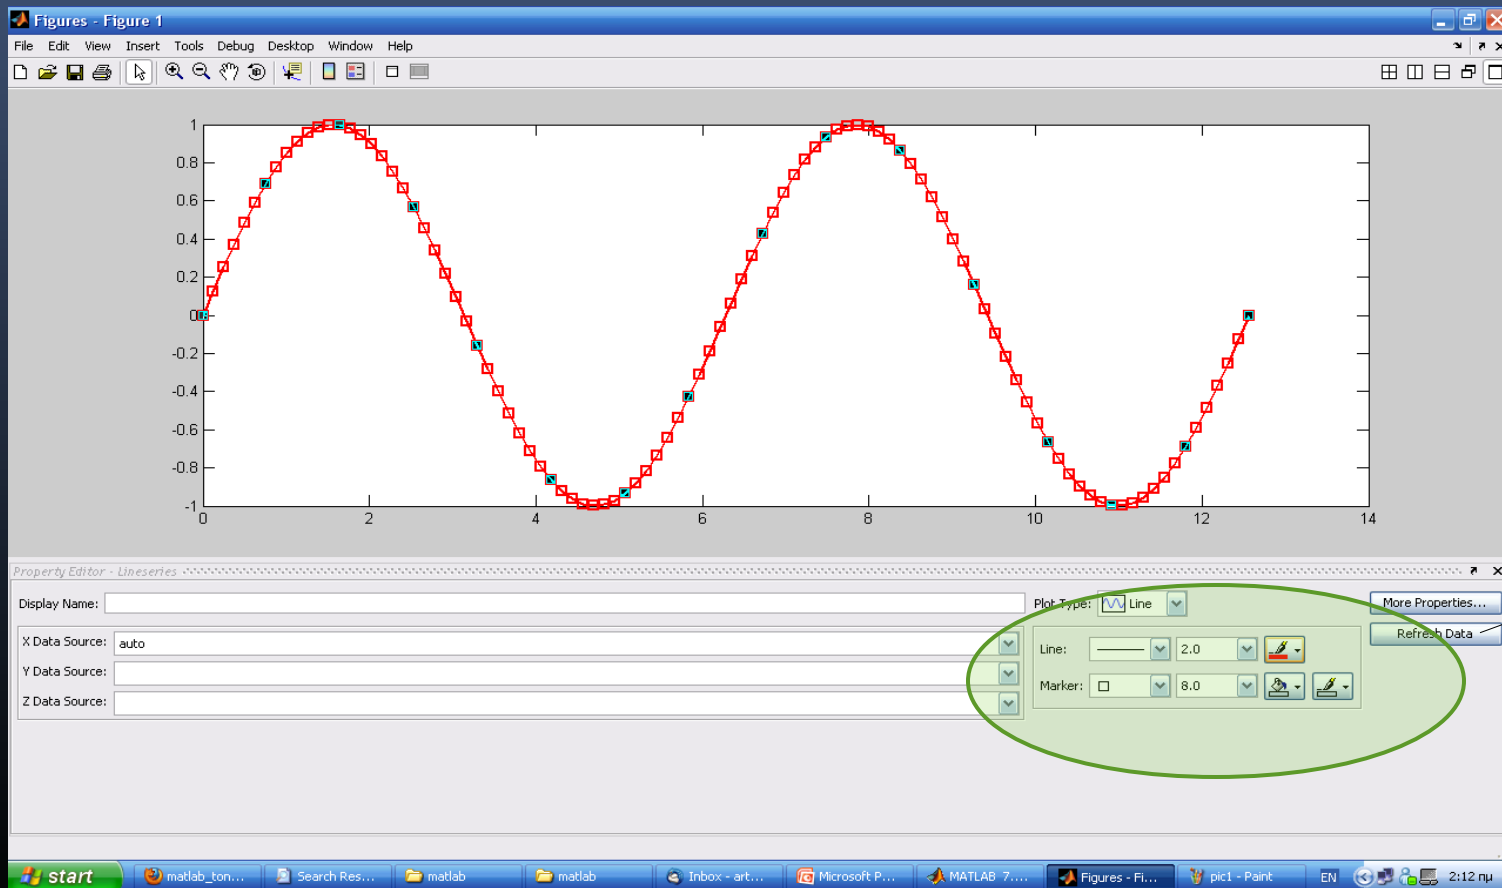 Figures - Figure 1
File Edit View Insert Tools Debug Desktop Window Help
1
0.8
0.6
0.4
0.2
0
-0.2
-0.4
-0.6
-0.8
-1
0 2 4 6 8 10 12 14
Property Editor - Lineseries
Display Name:
Plot Type: Line
More Properties...
X Data Source: auto
Refresh Data
Line: 2.0
Y Data Source:
Marker: 8.0
Z Data Source:
start matlab_ton... Search Res... matlab matlab Inbox - art... Microsoft P... MATLAB 7.... Figures - Fi... pic1 - Paint EN 2:12 πμ